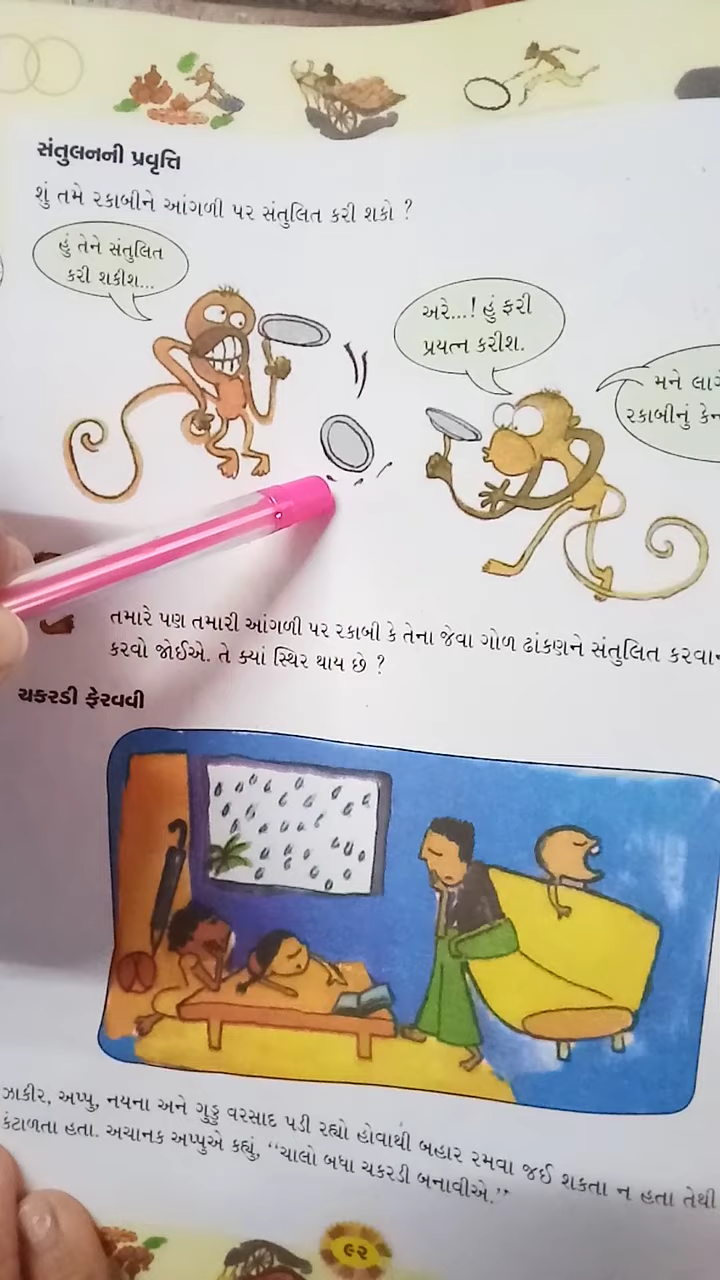 સંતુલનની પ્રવૃત્તિ
શું તમે રકાબીને આંગળી પર સંતુલિત કરી શકો ?
હું તેને સંતુલિત
કરી શકીશ...
અરે...! હું ફરી
પ્રયત્ન કરીશ.
મને
રકાબીનું
તમારે પણ તમારી આંગળી પર રકાબી કે તેના જેવા ગોળ ઢાંકણને સંતુલિત
કરવો જોઈએ. તે ક્યાં સ્થિર થાય છે ?
ચકરડી ફેરવવી
ઝાકીર, અપ્પુ, નયના અને ગુડ્ડુ વરસાદ પડી રહ્યો હોવાથી બહાર રમવા જઈ શકતા ન હતા તેથી
કંટાળતા હતા. અચાનક અપ્પુએ કહ્યું, “ચાલો બધા ચકરડી બનાવીએ.”
૯૨